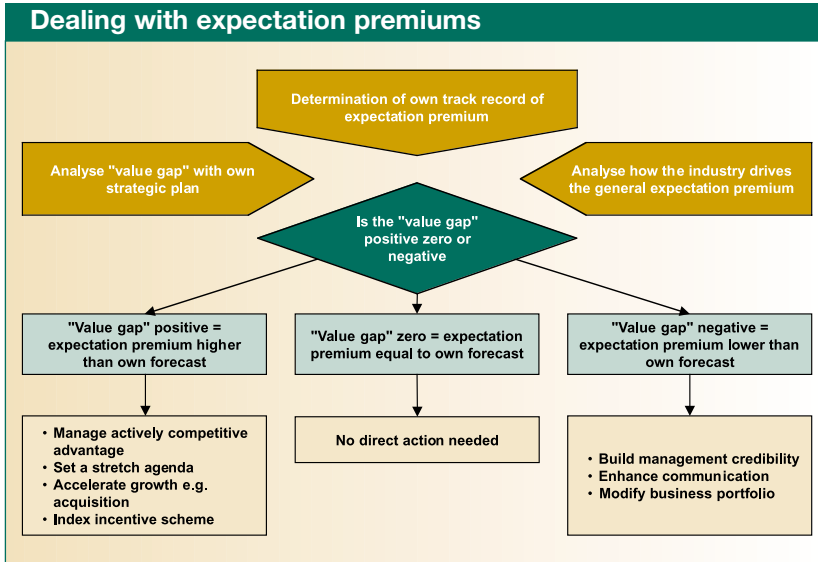 Dealing with expectation premiums
Determination of own track record of
expectation premium
Analyse "value gap" with own
strategic plan
Analyse how the industry drives
the general expectation premium
Is the "value gap"
positive zero or
negative
"Value gap" positive =
expectation premium higher
than own forecast
"Value gap" zero = expectation
premium equal to own forecast
"Value gap" negative =
expectation premium lower than
own forecast
• Manage actively competitive
advantage
• Set a stretch agenda
• Accelerate growth e.g.
acquisition
• Index incentive scheme
No direct action needed
• Build management credibility
• Enhance communication
• Modify business portfolio